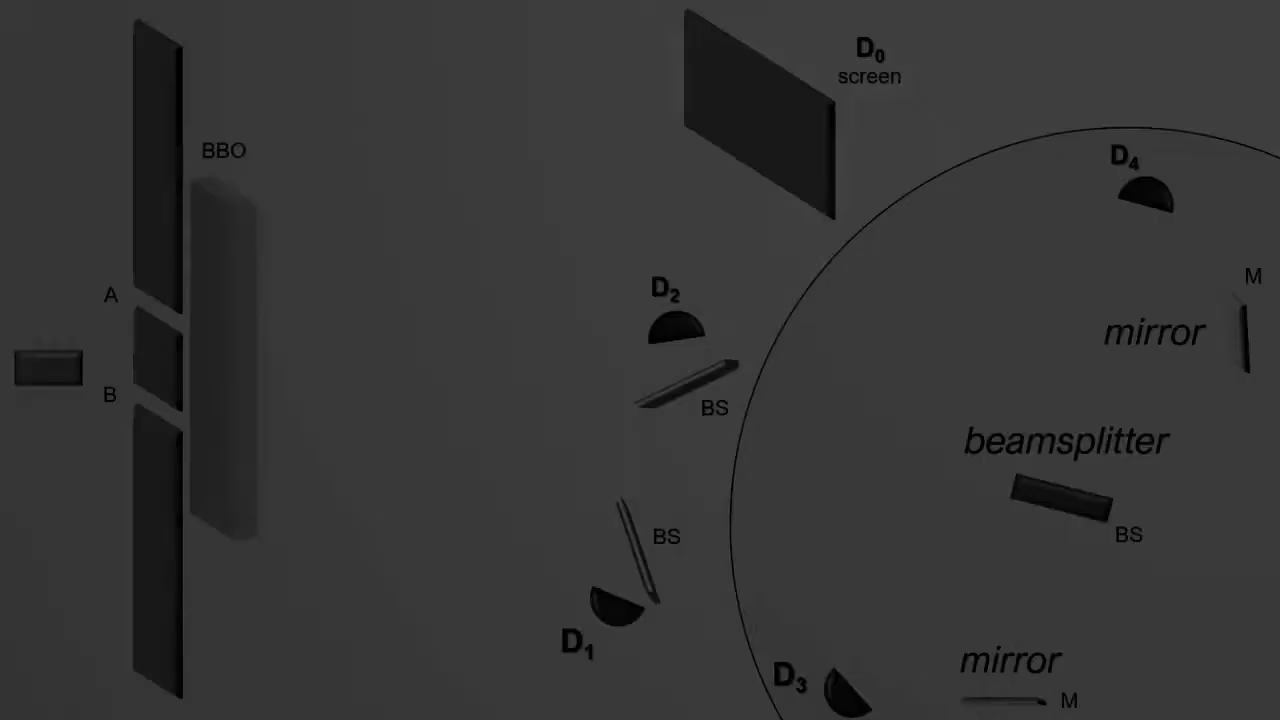 D0
screen
BBO
D4
M
D2
A
mirror
B
BS
beamsplitter
BS
BS
D1
mirror
D3
M